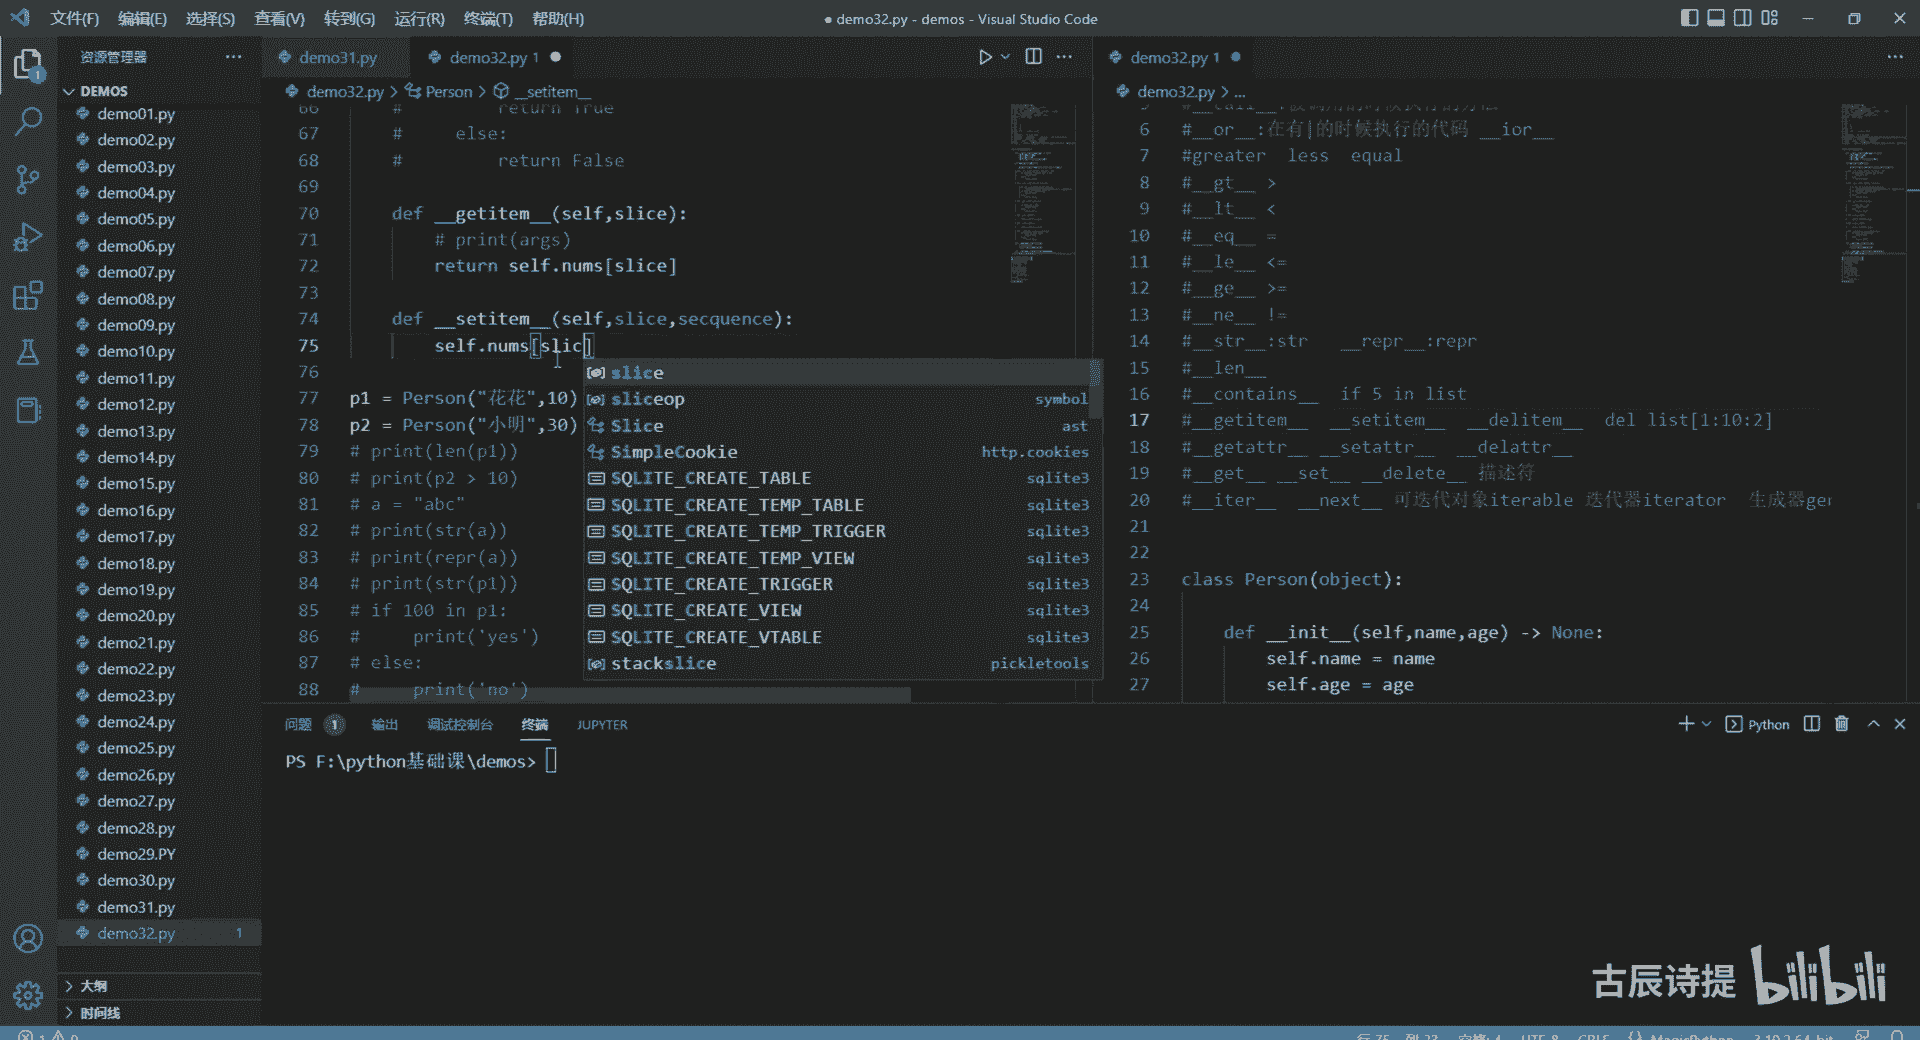 文件(F) 编辑(E) 选择(S) 查看(V) 转到(G) 运行(R) 终端(T) 帮助(H)
● demo32.py - demos - Visual Studio Code
资源管理器
DEMOS
demo01.py
demo02.py
demo03.py
demo04.py
demo05.py
demo06.py
demo07.py
demo08.py
demo09.py
demo10.py
demo11.py
demo12.py
demo13.py
demo14.py
demo15.py
demo16.py
demo17.py
demo18.py
demo19.py
demo20.py
demo21.py
demo22.py
demo23.py
demo24.py
demo25.py
demo26.py
demo27.py
demo28.py
demo29.PY
demo30.py
demo31.py
demo32.py 1
大纲
时间线
demo31.py demo32.py 1
demo32.py > Person > __setitem__
66 # return True
67 # else:
68 # return False
69
70 def __getitem__(self,slice):
71 # print(args)
72 return self.nums[slice]
73
74 def __setitem__(self,slice,secquence):
75 self.nums[slic]
76
77 p1 = Person("花花",10)
78 p2 = Person("小明",30)
79 # print(len(p1))
80 # print(p2 > 10)
81 # a = "abc"
82 # print(str(a))
83 # print(repr(a))
84 # print(str(p1))
85 # if 100 in p1:
86 # print('yes')
87 # else:
88 # print('no')
slice
sliceop symbol
Slice ast
SimpleCookie http.cookies
SQLITE_CREATE_TABLE sqlite3
SQLITE_CREATE_TEMP_TABLE sqlite3
SQLITE_CREATE_TEMP_TRIGGER sqlite3
SQLITE_CREATE_TEMP_VIEW sqlite3
SQLITE_CREATE_TRIGGER sqlite3
SQLITE_CREATE_VIEW sqlite3
SQLITE_CREATE_VTABLE sqlite3
stackslice pickletools
demo32.py 1
demo32.py > ...
6 #__or__:在有|的时候执行的代码 __ior__
7 #greater less equal
8 #__gt__ >
9 #__lt__ <
10 #__eq__ =
11 #__le__ <=
12 #__ge__ >=
13 #__ne__ !=
14 #__str__:str __repr__:repr
15 #__len__
16 #__contains__ if 5 in list
17 #__getitem__ __setitem__ __delitem__ del list[1:10:2]
18 #__getattr__ __setattr__ __delattr__
19 #__get__ __set__ __delete__ 描述符
20 #__iter__ __next__ 可迭代对象iterable 迭代器iterator 生成器ger
21
22
23 class Person(object):
24
25 def __init__(self,name,age) -> None:
26 self.name = name
27 self.age = age
问题 1 输出 调试控制台 终端 JUPYTER
Python
PS F:\python基础课\demos>
古辰诗提 bilibili